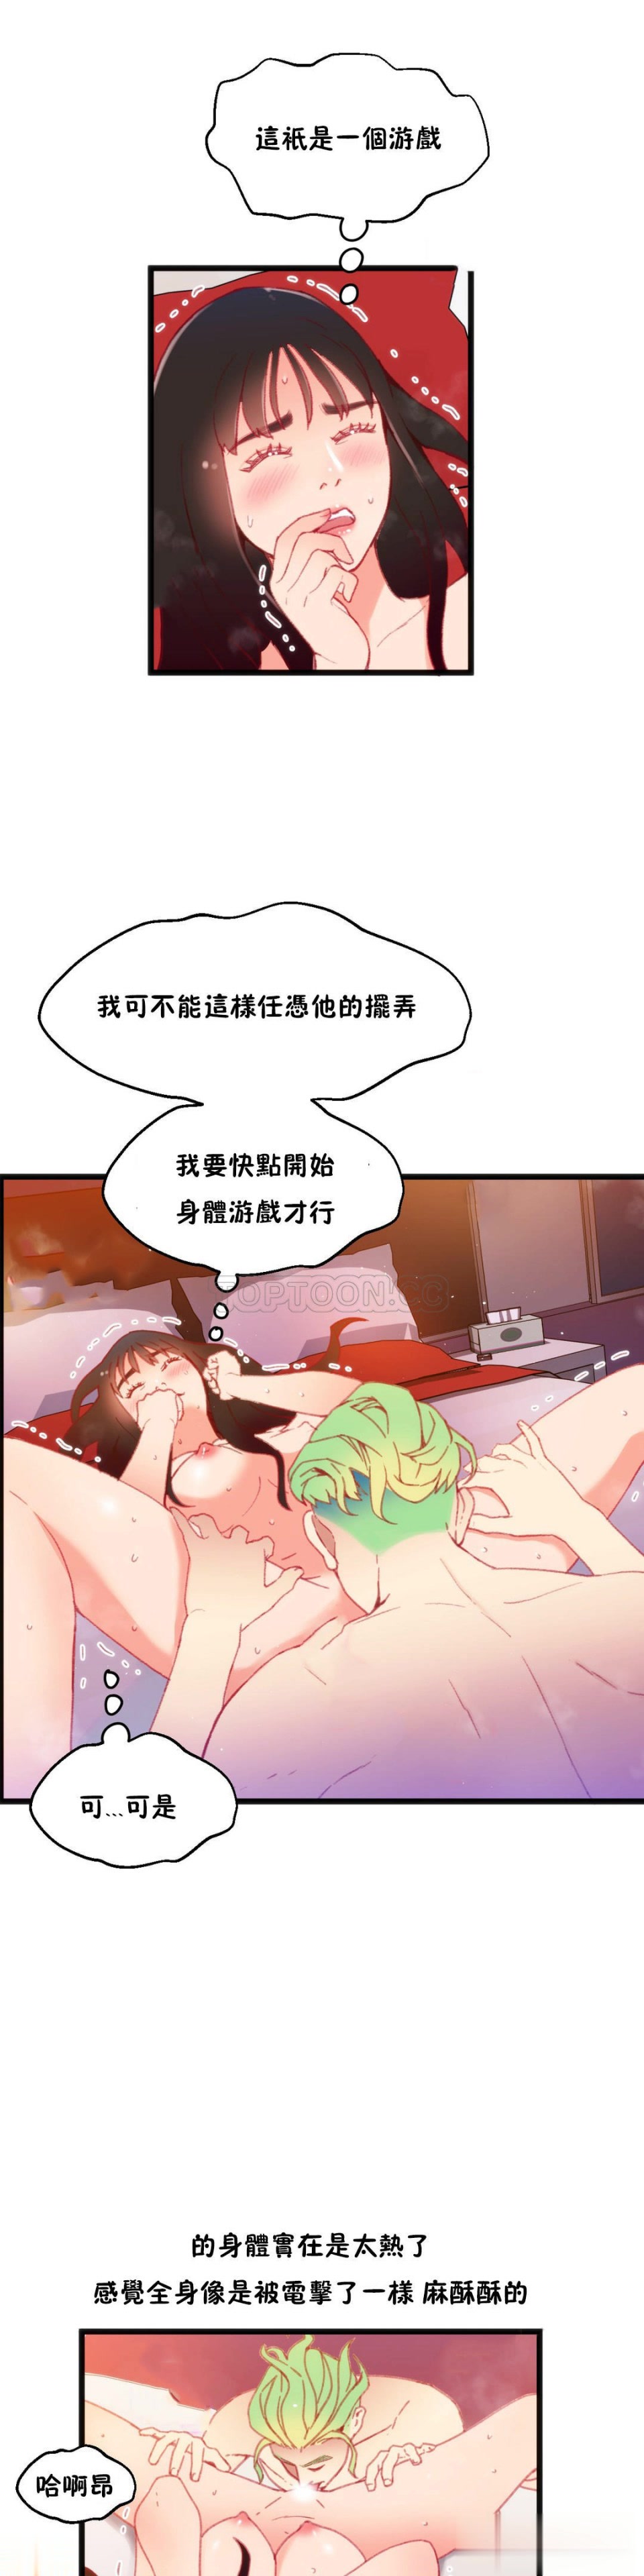 這祇是一個游戲
我可不能這樣任憑他的擺弄
我要快點開始
身體游戲才行
TOPTOON.CC
可...可是
的身體實在是太熱了
感覺全身像是被電擊了一樣 麻酥酥的
哈啊昂